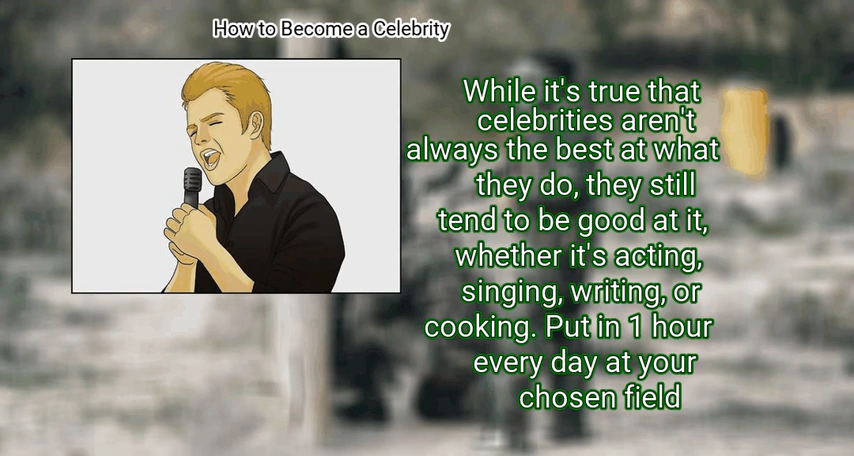 How to Become a Celebrity
While it's true that
celebrities aren't
always the best at what
they do, they still
tend to be good at it,
whether it's acting,
singing, writing, or
cooking. Put in 1 hour
every day at your
chosen field